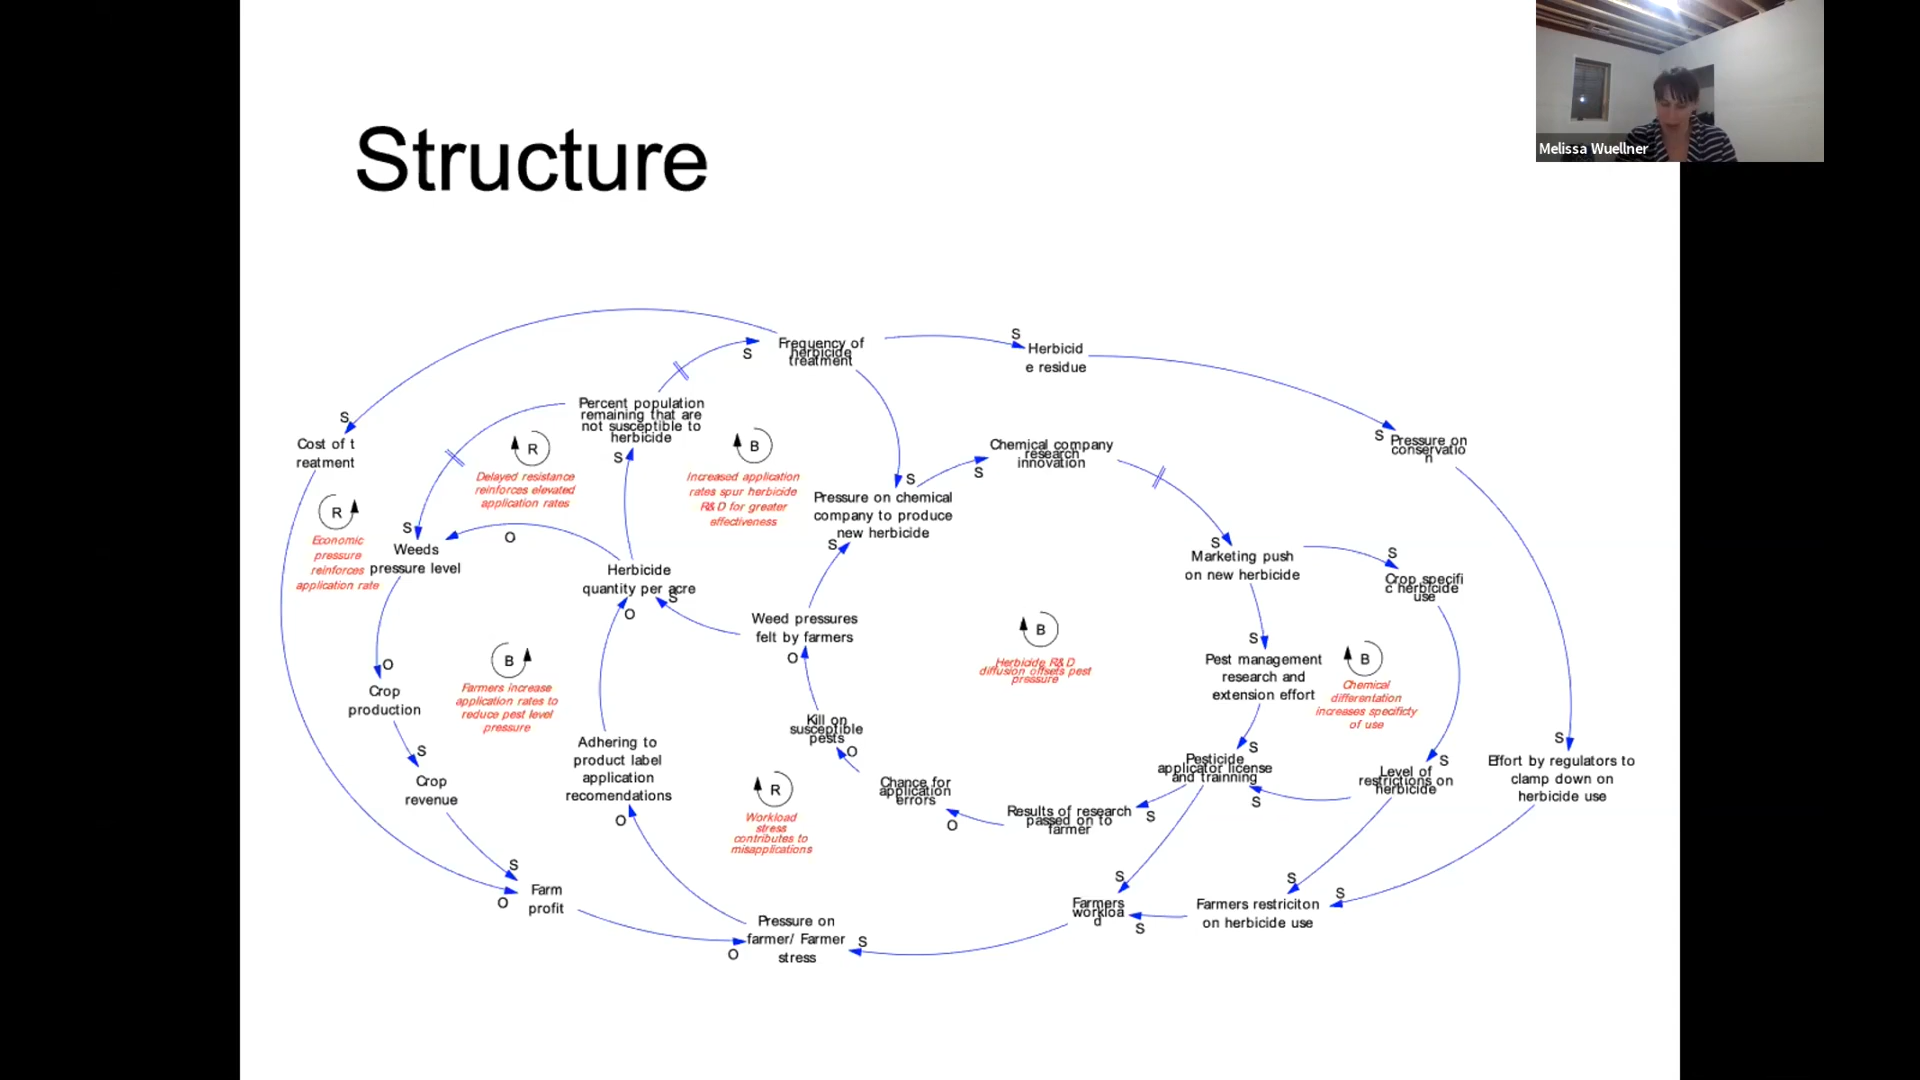 Melissa Wuellner
Structure
S
Frequency of
herbicide
treatment
S
Herbicid
e residue
S
Percent population
remaining that are
not susceptible to
herbicide
S
S
Cost of t
reatment
R
Delayed resistance
reinforces elevated
application rates
B
Increased application
rates spur herbicide
R&D for greater
effectiveness
S
Pressure on chemical
company to produce
new herbicide
S
S
Chemical company
research
innovation
S
Pressure on
conservatio
n
R
Economic
pressure
reinforces
application rate
S
Weeds
pressure level
O
Herbicide
quantity per acre
O
S
Weed pressures
felt by farmers
O
S
Marketing push
on new herbicide
S
Crop specifi
c herbicide
use
B
Herbicide R&D
diffusion offsets pest
pressure
S
Pest management
research and
extension effort
B
Chemical
differentation
increases specificty
of use
O
Crop
production
B
Farmers increase
application rates to
reduce pest level
pressure
S
Crop
revenue
Adhering to
product label
application
recomendations
O
Kill on
susceptible
pests
O
R
Workload
stress
contributes to
misapplications
Chance for
application
errors
O
Results of research
passed on to
farmer
S
S
Pesticide
applicator license
and trainning
S
S
Level of
restrictions on
herbicide
S
Effort by regulators to
clamp down on
herbicide use
S
O
Farm
profit
O
Pressure on
farmer/ Farmer
stress
S
S
Farmers
workloa
d
S
S
Farmers restriciton
on herbicide use
S